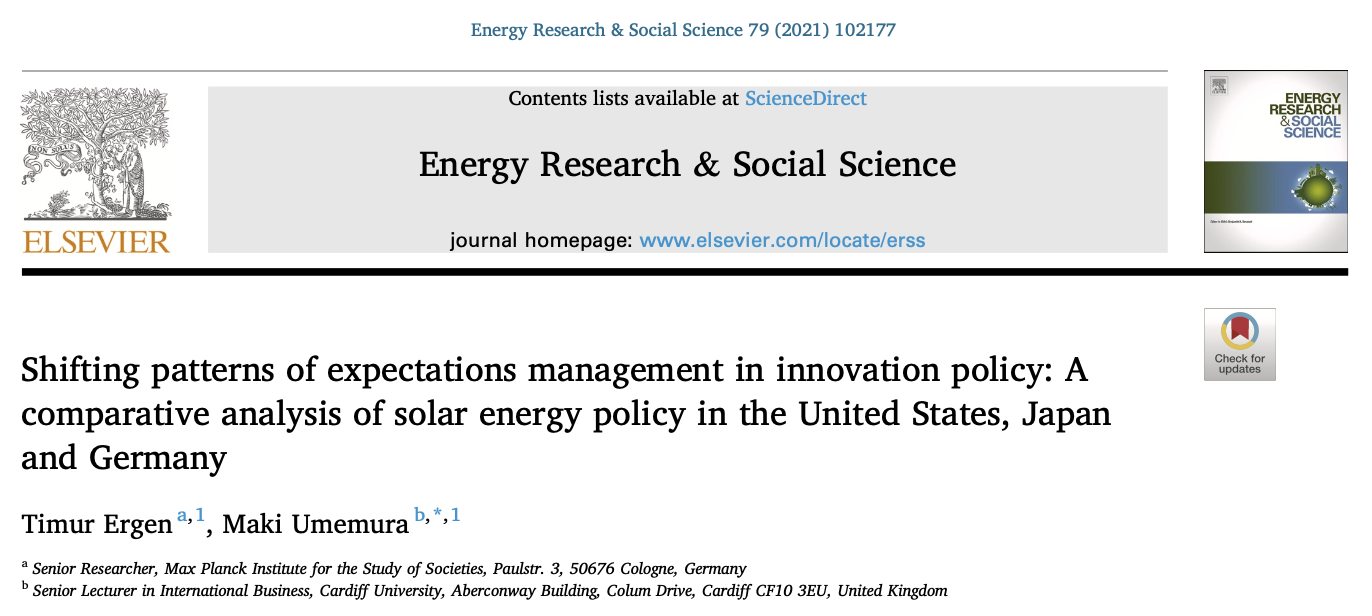 Energy Research & Social Science 79 (2021) 102177
Contents lists available at ScienceDirect
Energy Research & Social Science
journal homepage: www.elsevier.com/locate/erss
NON SOLUS
ELSEVIER
ENERGY
RESEARCH
&SOCIAL
SCIENCE
Check for
updates
Shifting patterns of expectations management in innovation policy: A
comparative analysis of solar energy policy in the United States, Japan
and Germany
Timur Ergen a,1, Maki Umemura b,*,1
a Senior Researcher, Max Planck Institute for the Study of Societies, Paulstr. 3, 50676 Cologne, Germany
b Senior Lecturer in International Business, Cardiff University, Aberconway Building, Colum Drive, Cardiff CF10 3EU, United Kingdom